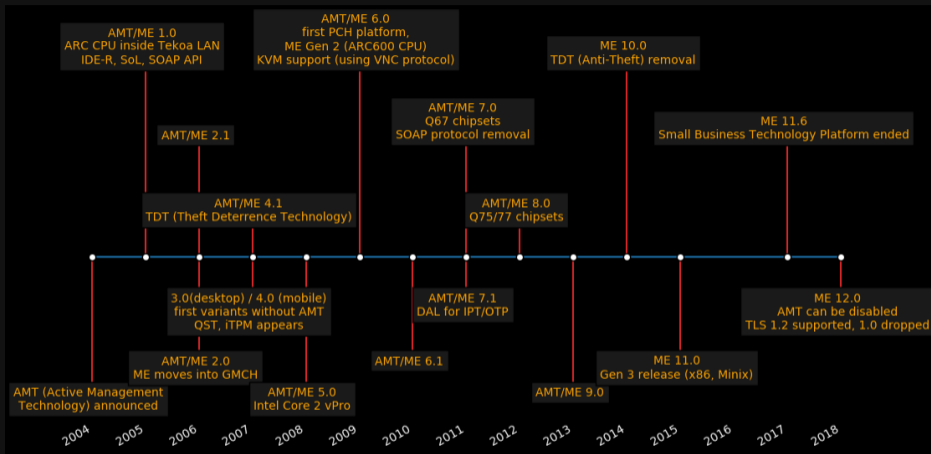 AMT/ME 1.0
ARC CPU inside Tekoa LAN
IDE-R, SoL, SOAP API
AMT/ME 6.0
first PCH platform,
ME Gen 2 (ARC600 CPU)
KVM support (using VNC protocol)
ME 10.0
TDT (Anti-Theft) removal
AMT/ME 7.0
Q67 chipsets
SOAP protocol removal
ME 11.6
Small Business Technology Platform ended
AMT/ME 2.1
AMT/ME 4.1
TDT (Theft Deterrence Technology)
AMT/ME 8.0
Q75/77 chipsets
3.0(desktop) / 4.0 (mobile)
first variants without AMT
QST, iTPM appears
AMT/ME 7.1
DAL for IPT/OTP
ME 12.0
AMT can be disabled
TLS 1.2 supported, 1.0 dropped
AMT/ME 2.0
ME moves into GMCH
AMT/ME 6.1
ME 11.0
Gen 3 release (x86, Minix)
AMT (Active Management
Technology) announced
AMT/ME 5.0
Intel Core 2 vPro
AMT/ME 9.0
2004
2005
2006
2007
2008
2009
2010
2011
2012
2013
2014
2015
2016
2017
2018